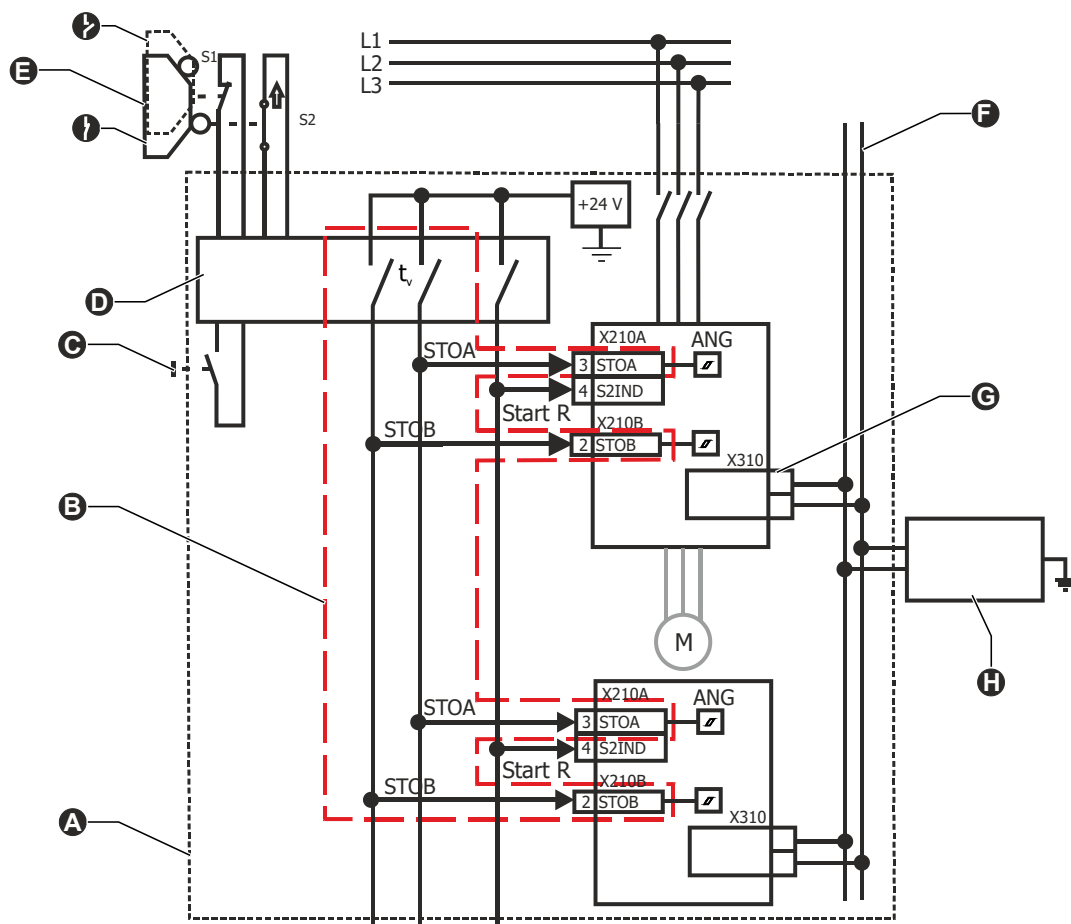 L1
L2
L3
S1
E
S2
F
+24 V
D
tv
C
X210A
ANG
STOA
3 STOA
4 S2IND
Start R
X210B
STOB
2 STOB
G
X310
B
H
M
X210A
ANG
STOA
3 STOA
4 S2IND
Start R
X210B
STOB
2 STOB
X310
A